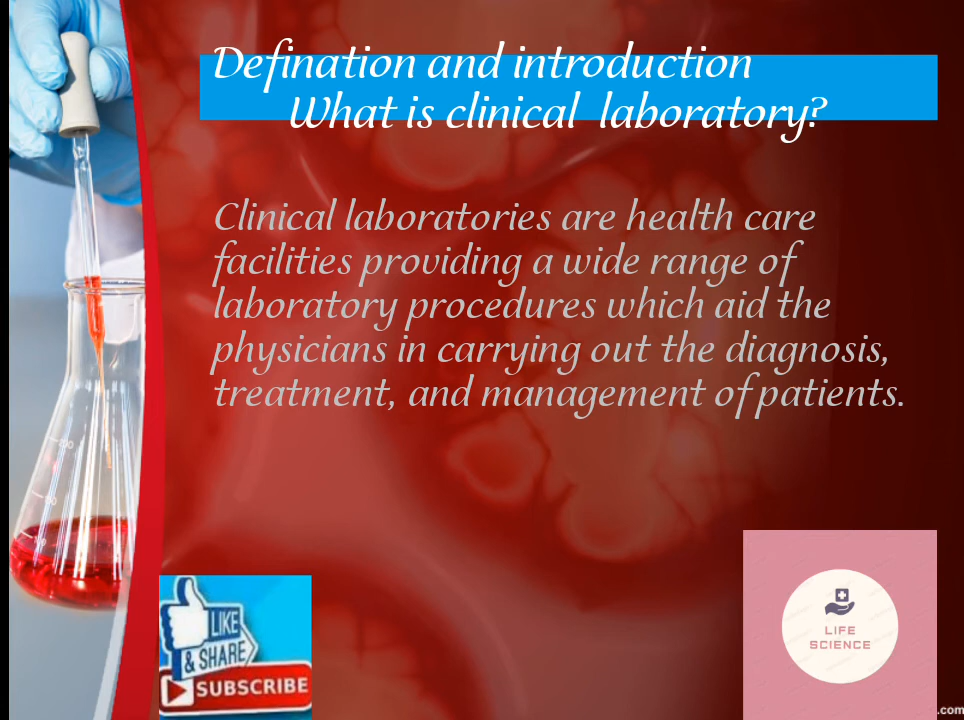 Defination and introduction
What is clinical laboratory?
Clinical laboratories are health care
facilities providing a wide range of
laboratory procedures which aid the
physicians in carrying out the diagnosis,
treatment, and management of patients.
LIKE
& SHARE
SUBSCRIBE
LIFE
SCIENCE
.com